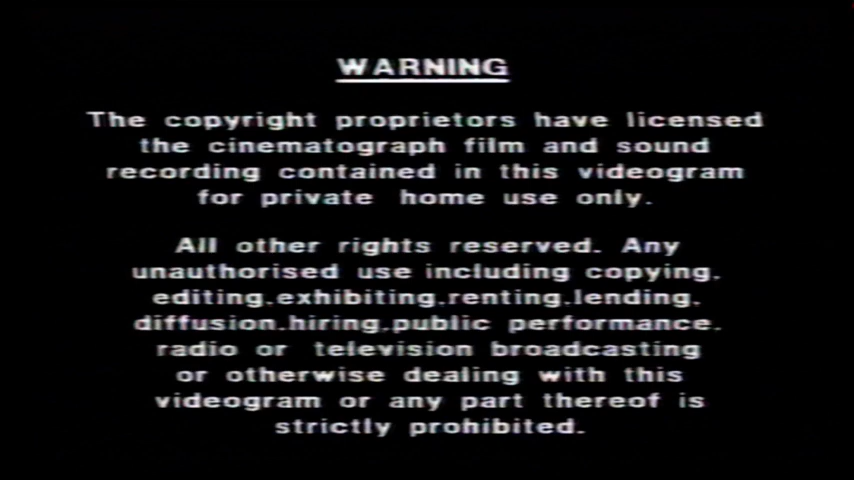 WARNING
The copyright proprietors have licensed
the cinematograph film and sound
recording contained in this videogram
for private home use only.
All other rights reserved. Any
unauthorised use including copying,
editing,exhibiting,renting,lending,
diffusion,hiring,public performance,
radio or television broadcasting
or otherwise dealing with this
videogram or any part thereof is
strictly prohibited.